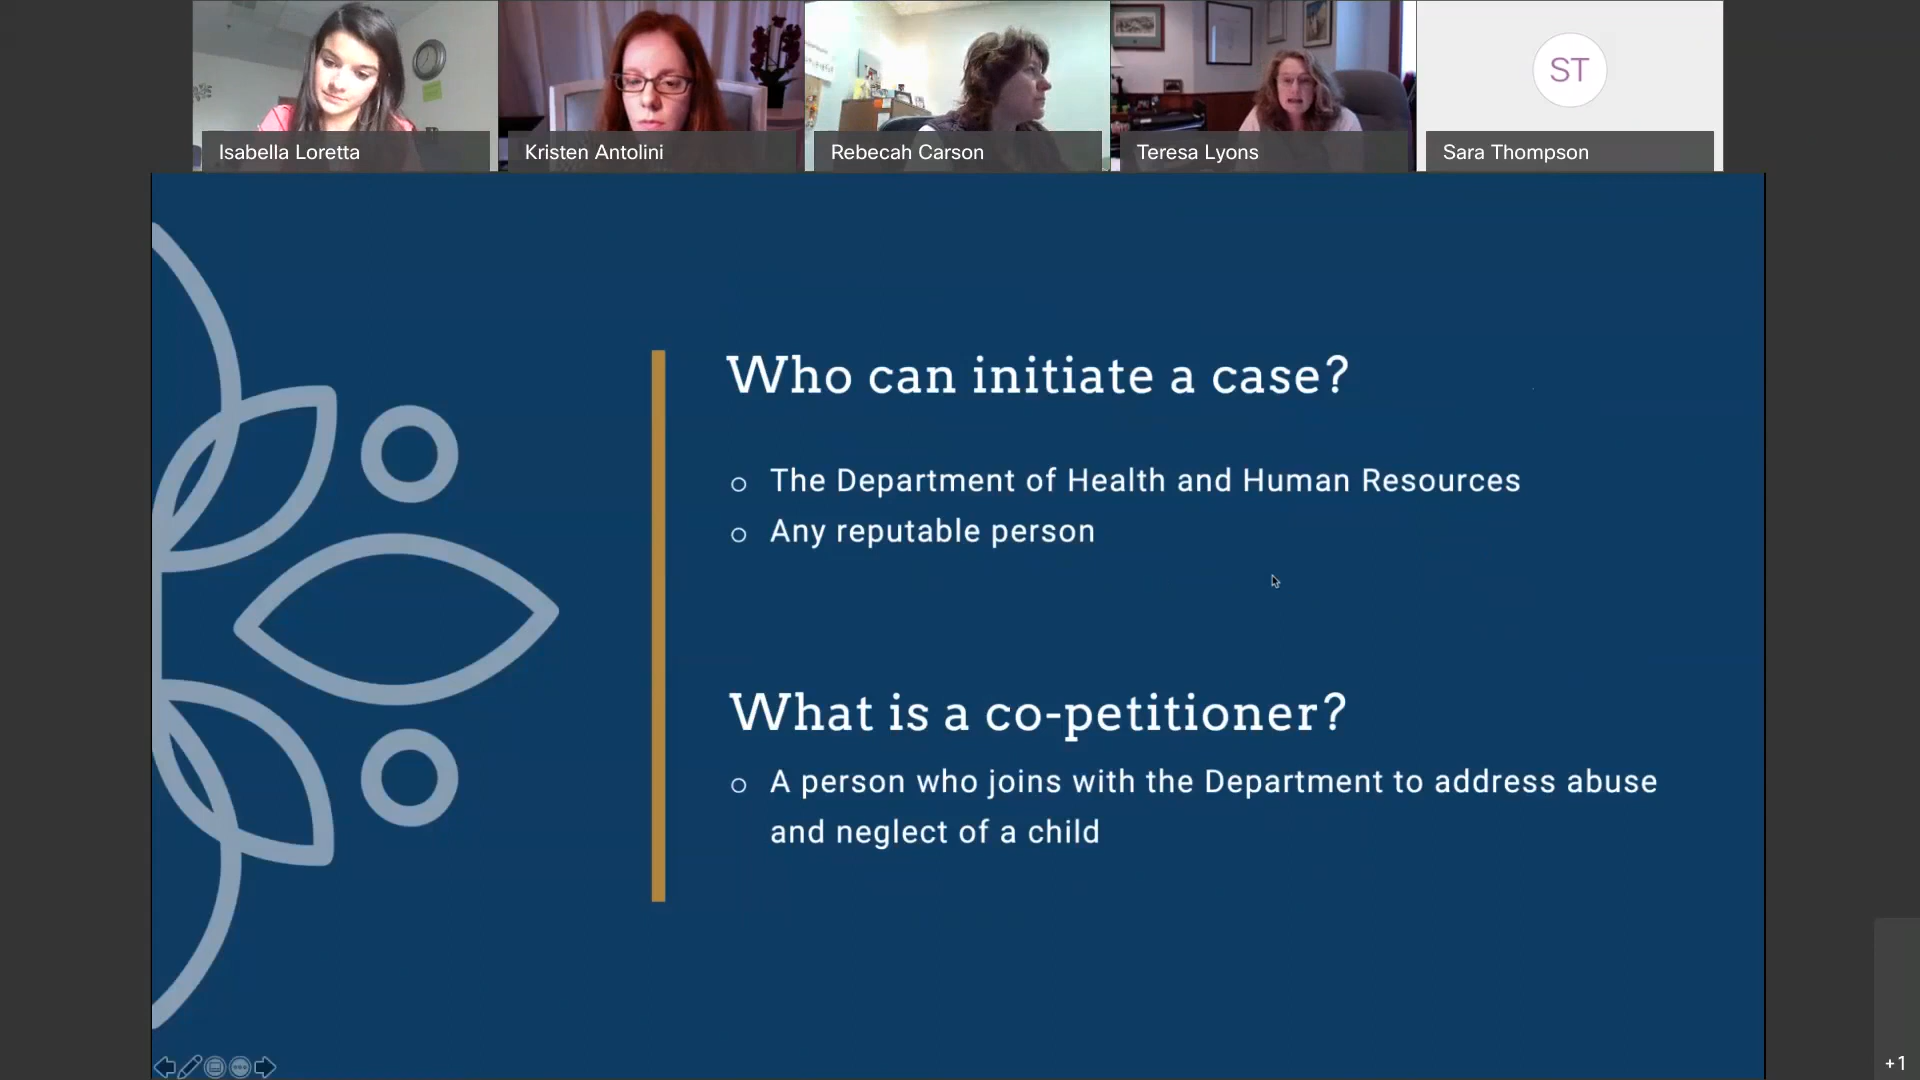 Isabella Loretta
Kristen Antolini
Rebecah Carson
Teresa Lyons
ST
Sara Thompson
Who can initiate a case?
The Department of Health and Human Resources
Any reputable person
What is a co-petitioner?
A person who joins with the Department to address abuse
and neglect of a child
+1